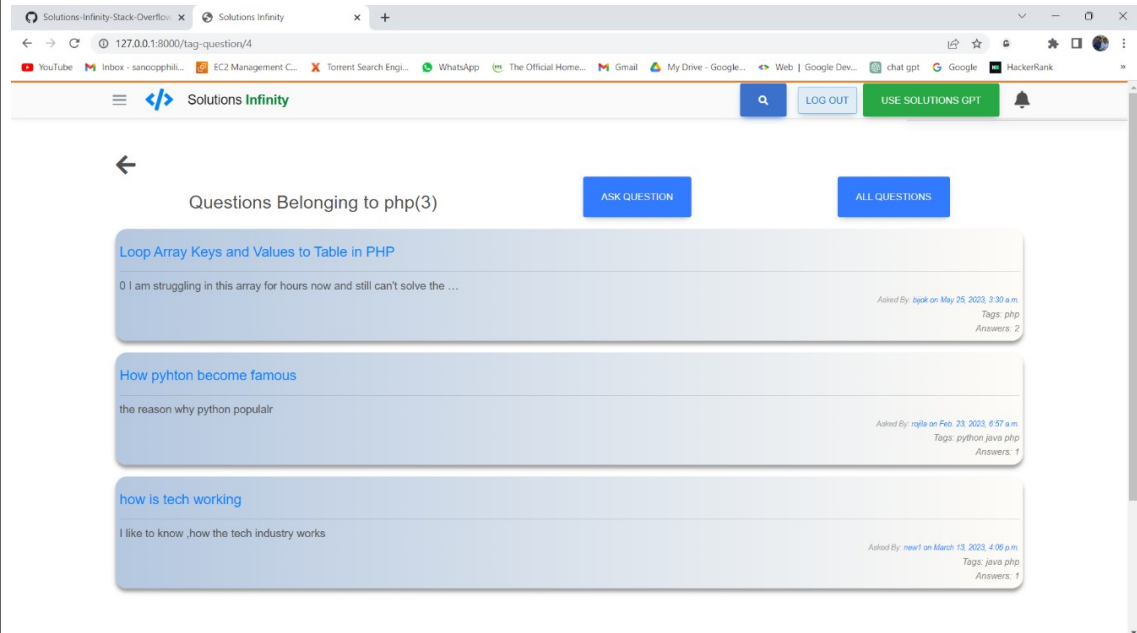 Solutions-Infinity-Stack-Overflow
Solutions Infinity
127.0.0.1:8000/tag-question/4
YouTube
Inbox - sanoopphili...
EC2 Management C...
Torrent Search Engi...
WhatsApp
The Official Home...
Gmail
My Drive - Google...
Web | Google Dev...
chat gpt
Google
HackerRank
»
</> Solutions Infinity
LOG OUT
USE SOLUTIONS GPT
Questions Belonging to php(3)
ASK QUESTION
ALL QUESTIONS
Loop Array Keys and Values to Table in PHP
0 I am struggling in this array for hours now and still can't solve the …
Asked By: bijok on May 25, 2023, 3:30 a.m.
Tags: php
Answers: 2
How pyhton become famous
the reason why python populalr
Asked By: rojila on Feb. 23, 2023, 6:57 a.m.
Tags: python java php
Answers: 1
how is tech working
I like to know ,how the tech industry works
Asked By: new1 on March 13, 2023, 4:06 p.m.
Tags: java php
Answers: 1